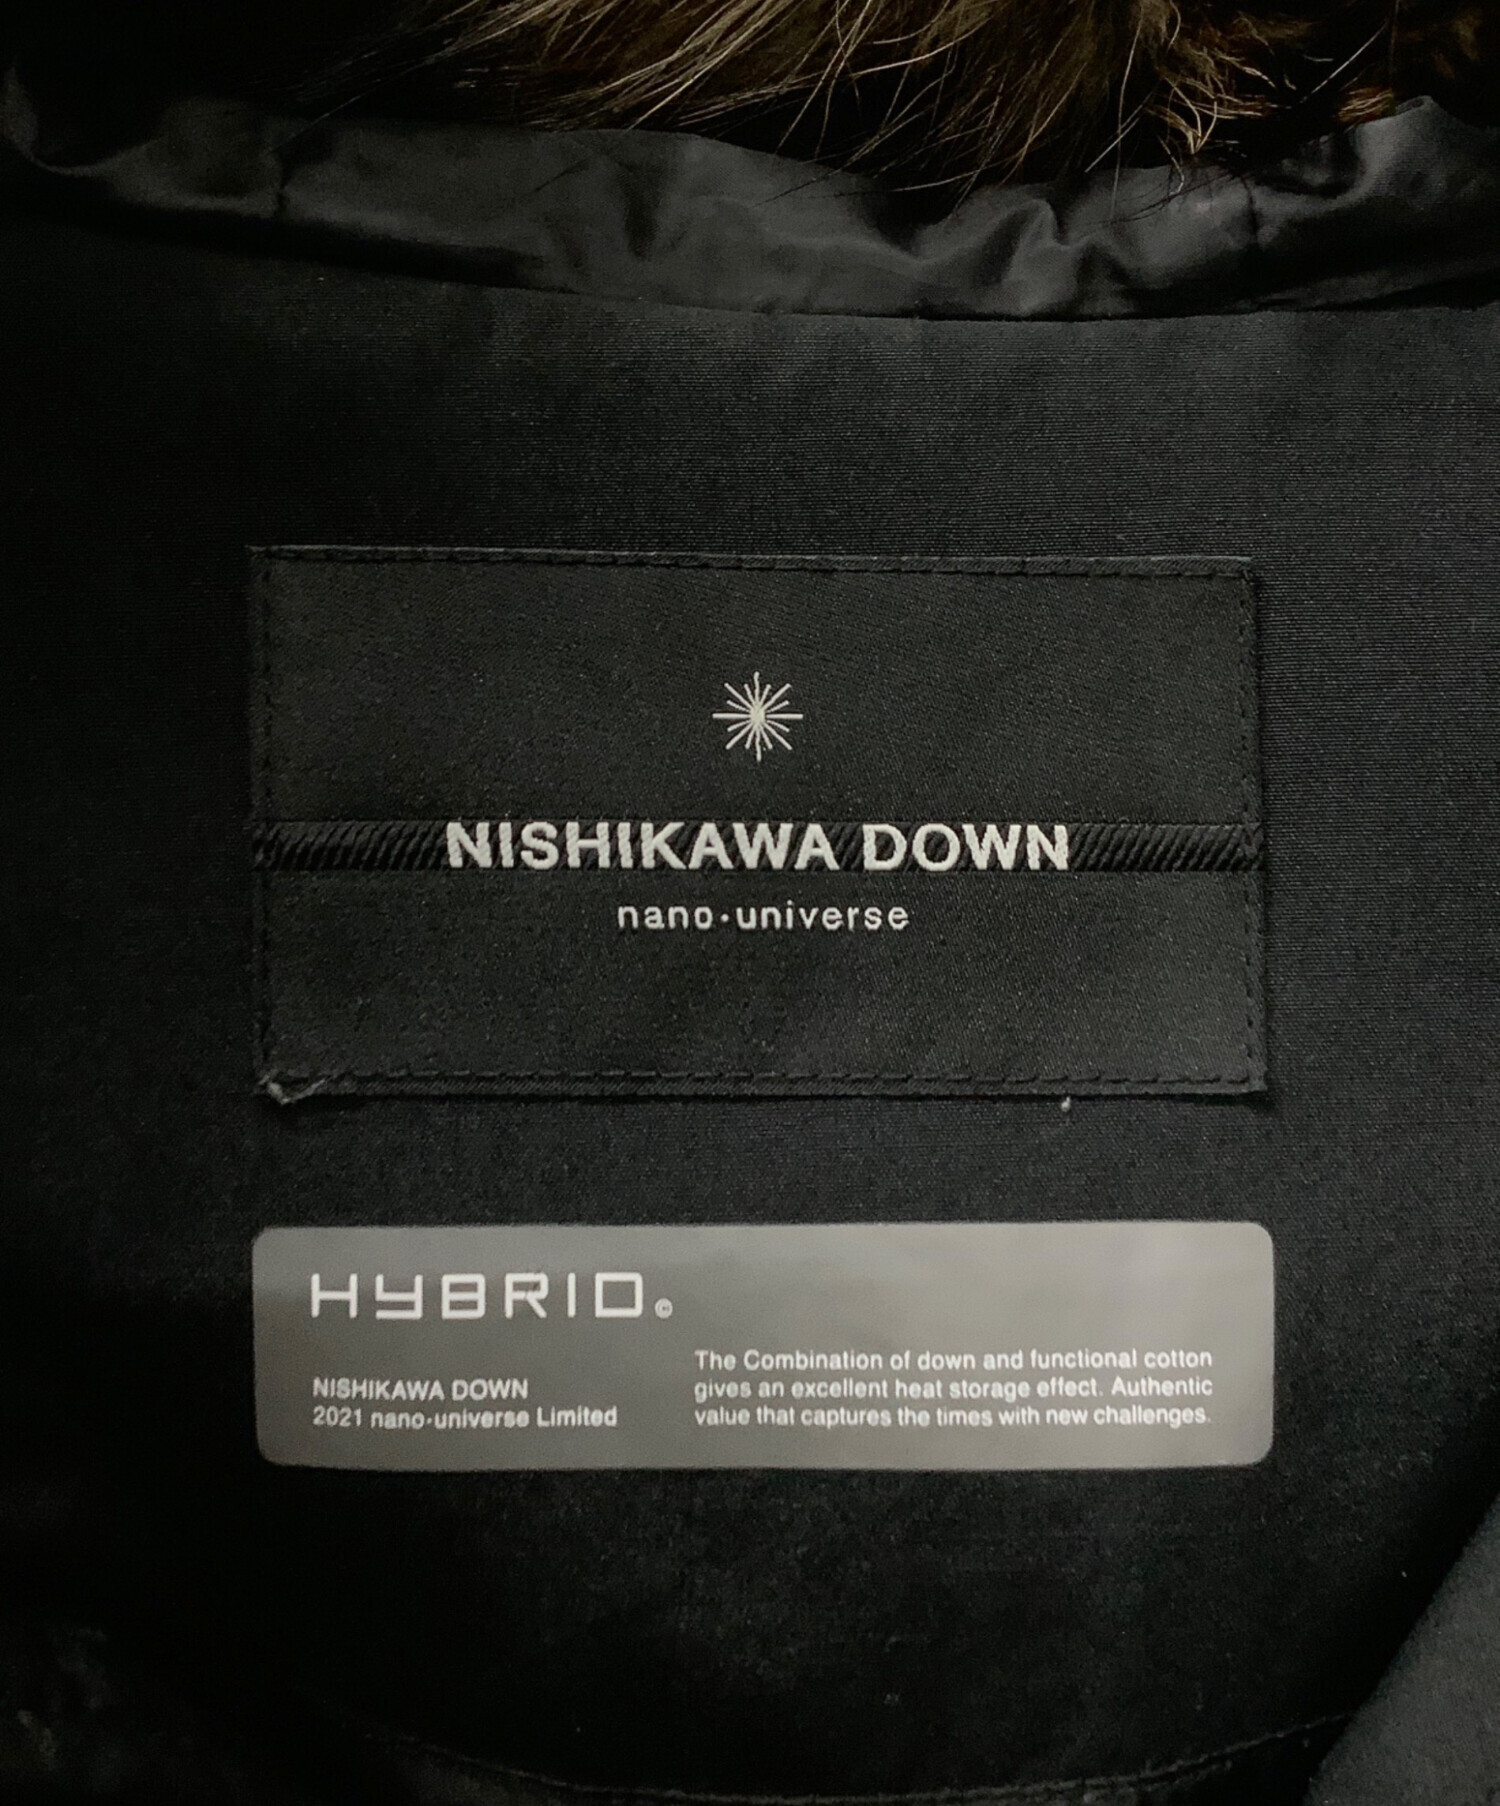 NISHIKAWA DOWN
nano·universe
HYBRID©
NISHIKAWA DOWN
2021 nano·universe Limited
The Combination of down and functional cotton
gives an excellent heat storage effect. Authentic
value that captures the times with new challenges.